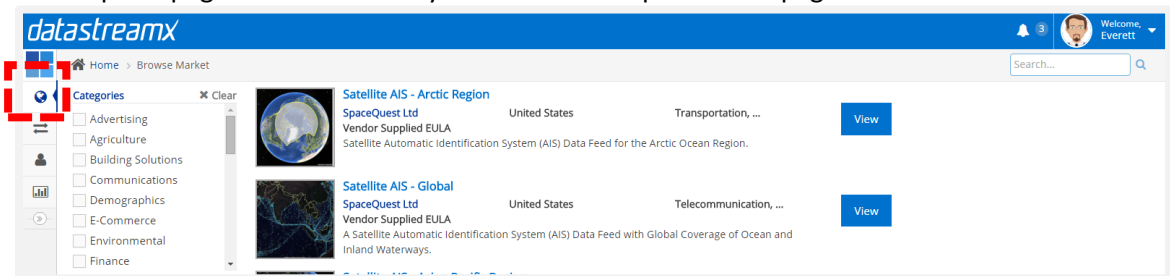 datastreamx
3
Welcome,
Everett
Home > Browse Market
Search...
Categories
Clear
Advertising
Agriculture
Building Solutions
Communications
Demographics
E-Commerce
Environmental
Finance
Satellite AIS - Arctic Region
SpaceQuest Ltd United States Transportation, ...
Vendor Supplied EULA
Satellite Automatic Identification System (AIS) Data Feed for the Arctic Ocean Region.
View
Satellite AIS - Global
SpaceQuest Ltd United States Telecommunication, ...
Vendor Supplied EULA
A Satellite Automatic Identification System (AIS) Data Feed with Global Coverage of Ocean and
Inland Waterways.
View